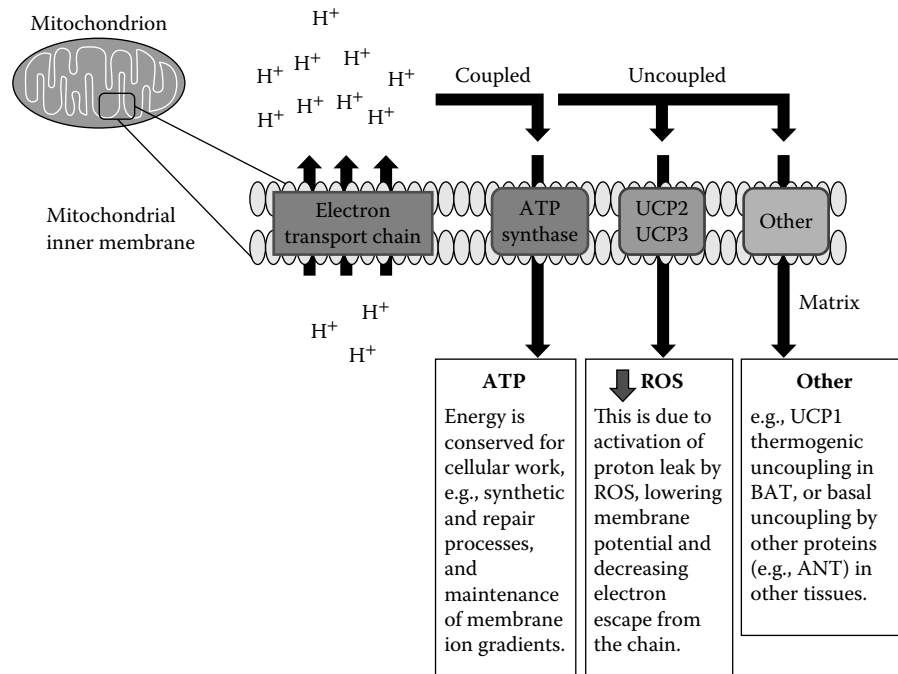 Mitochondrion
H+
H+
H+
H+
H+
H+
H+
H+
H+
Coupled
Uncoupled
Mitochondrial
inner membrane
Electron
transport chain
ATP
synthase
UCP2
UCP3
Other
Matrix
H+
H+
H+
ATP
Energy is
conserved for
cellular work,
e.g., synthetic
and repair
processes,
and
maintenance
of membrane
ion gradients.
ROS
This is due to
activation of
proton leak by
ROS, lowering
membrane
potential and
decreasing
electron
escape from
the chain.
Other
e.g., UCP1
thermogenic
uncoupling in
BAT, or basal
uncoupling by
other proteins
(e.g., ANT) in
other tissues.